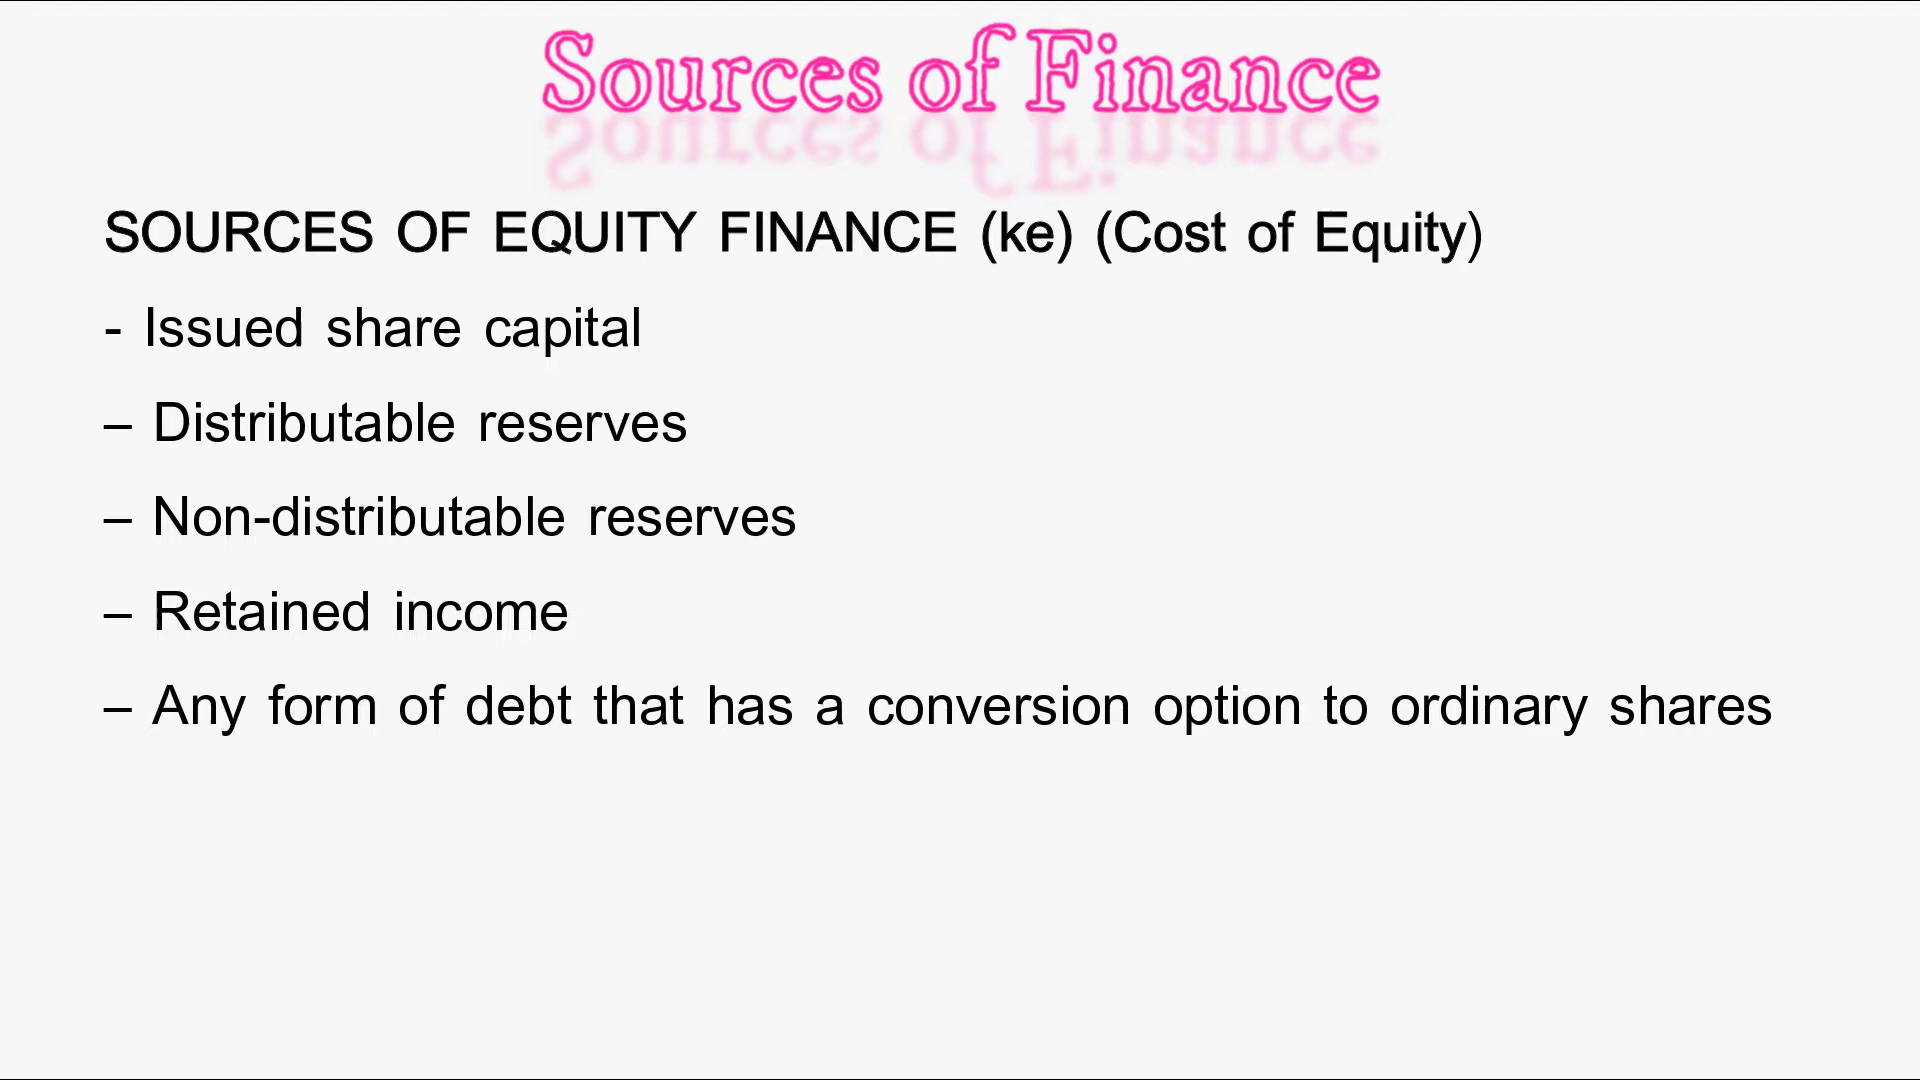 Sources of Finance
SOURCES OF EQUITY FINANCE (ke) (Cost of Equity)
- Issued share capital
– Distributable reserves
– Non-distributable reserves
– Retained income
– Any form of debt that has a conversion option to ordinary shares